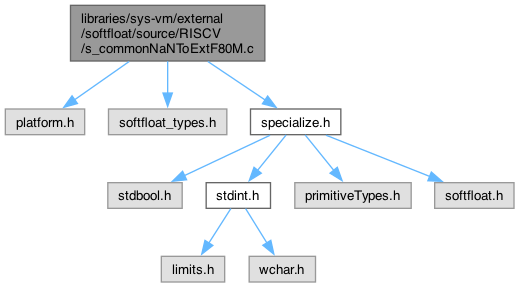 libraries/sys-vm/external
/softfloat/source/RISCV
/s_commonNaNToExtF80M.c
platform.h
softfloat_types.h
specialize.h
stdbool.h
stdint.h
primitiveTypes.h
softfloat.h
limits.h
wchar.h